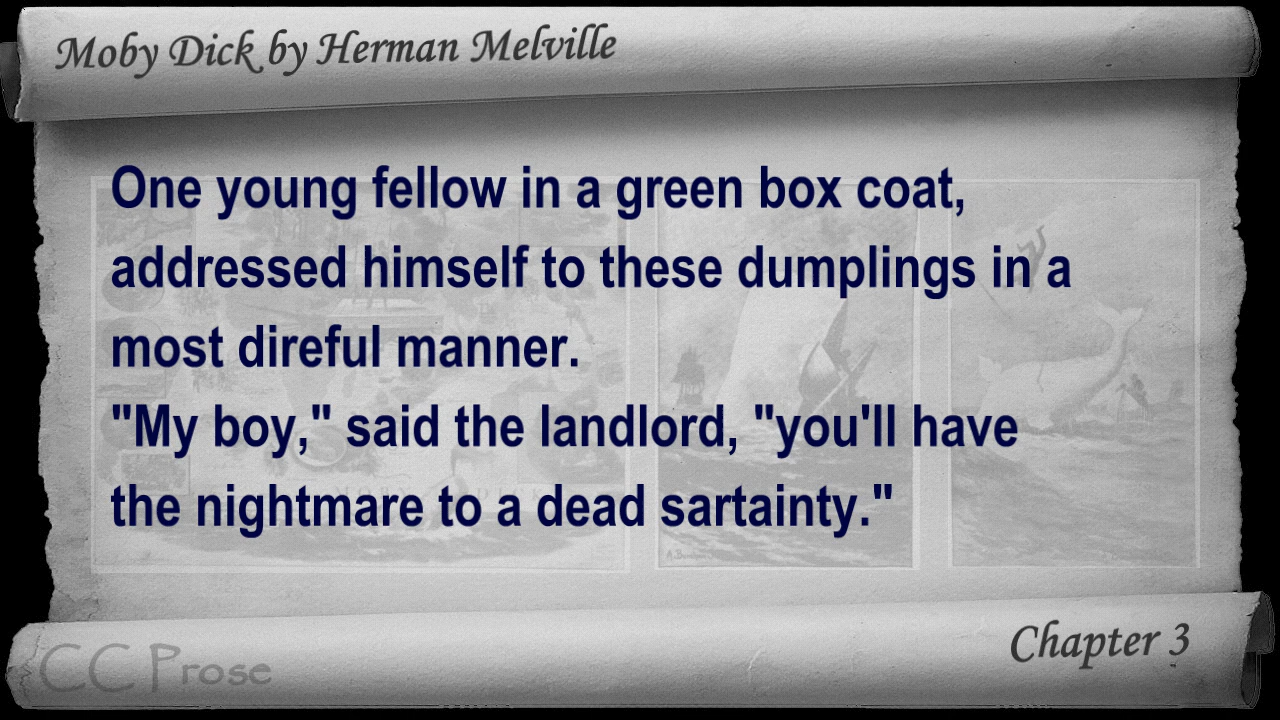 Moby Dick by Herman Melville
One young fellow in a green box coat,
addressed himself to these dumplings in a
most direful manner.
"My boy," said the landlord, "you'll have
the nightmare to a dead sartainty."
Chapter 3
CC Prose